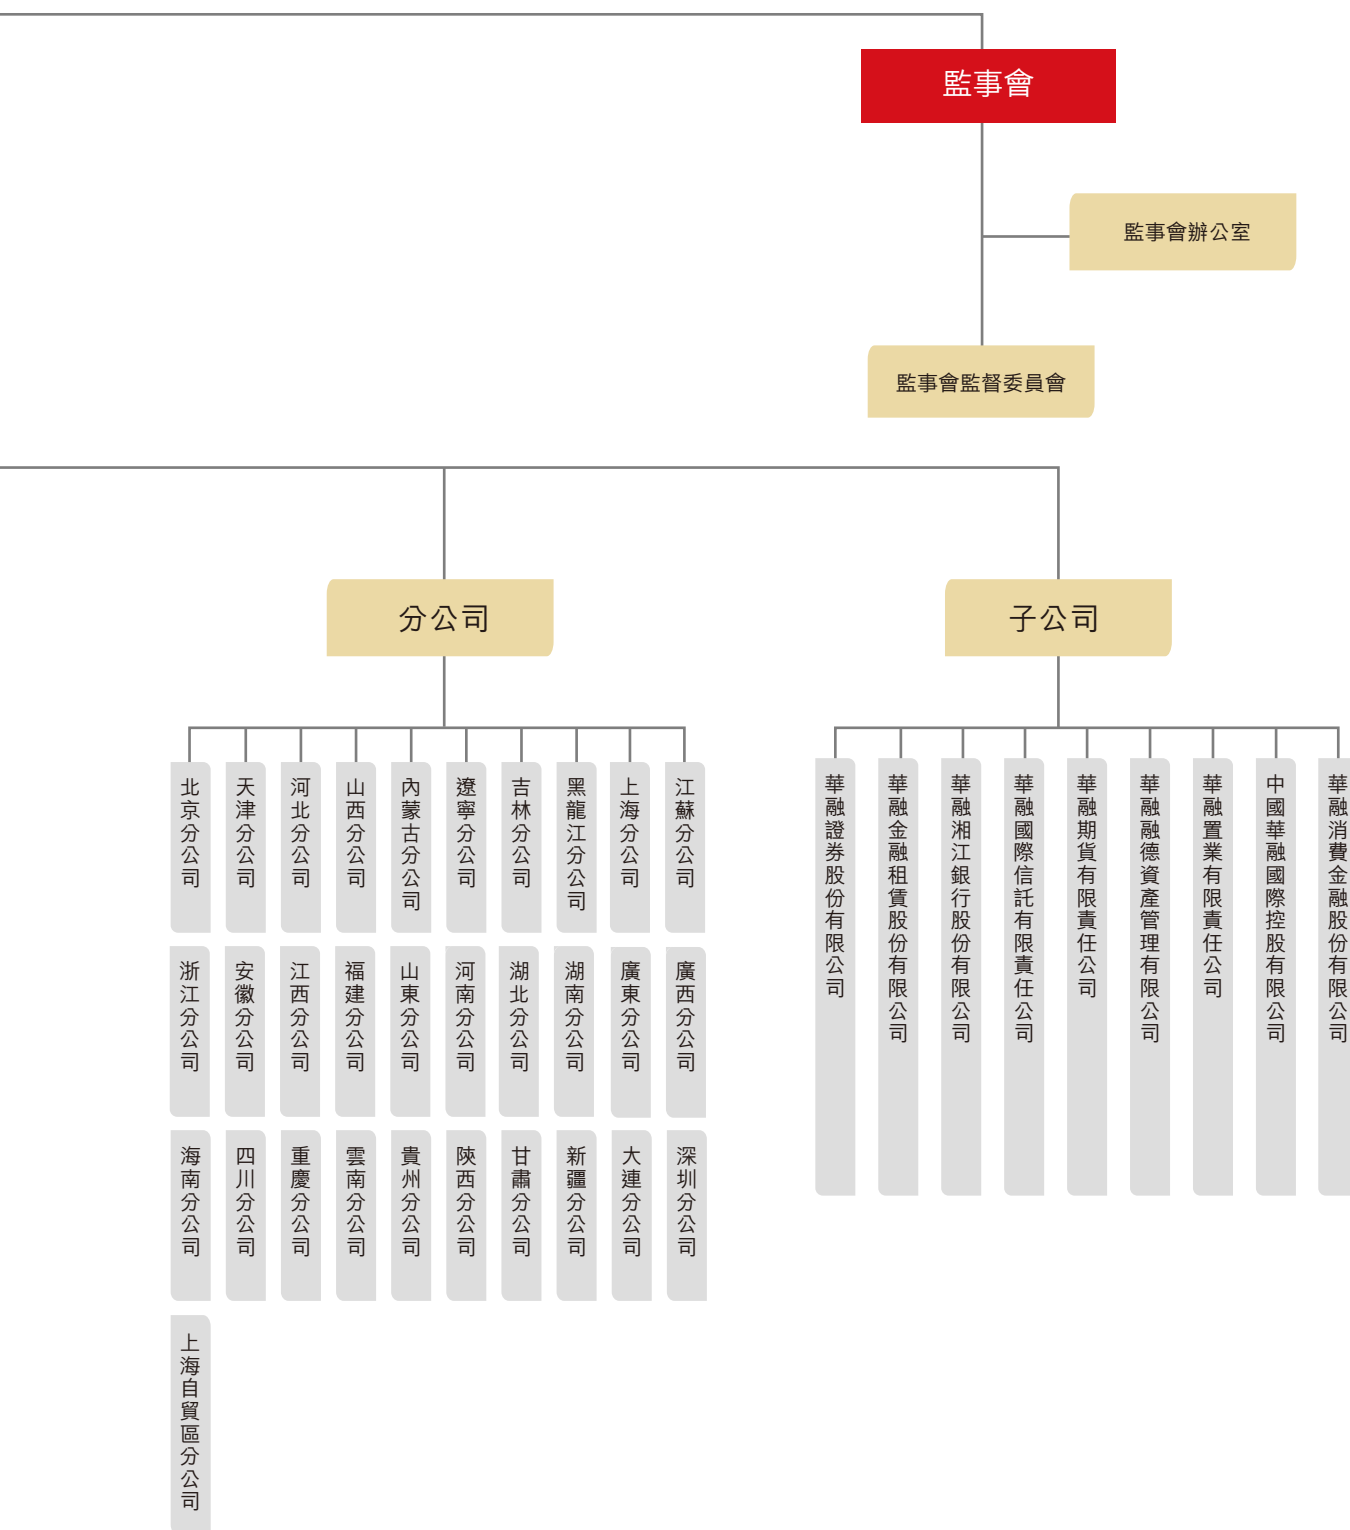 監事會
監事會辦公室
監事會監督委員會
分公司
子公司
北京分公司
天津分公司
河北分公司
山西分公司
內蒙古分公司
遼寧分公司
吉林分公司
黑龍江分公司
上海分公司
江蘇分公司
浙江分公司
安徽分公司
江西分公司
福建分公司
山東分公司
河南分公司
湖北分公司
湖南分公司
廣東分公司
廣西分公司
海南分公司
四川分公司
重慶分公司
雲南分公司
貴州分公司
陝西分公司
甘肅分公司
新疆分公司
大連分公司
深圳分公司
上海自貿區分公司
華融證券股份有限公司
華融金融租賃股份有限公司
華融湘江銀行股份有限公司
華融國際信託有限責任公司
華融期貨有限責任公司
華融融德資產管理有限公司
華融置業有限責任公司
中國華融國際控股有限公司
華融消費金融股份有限公司